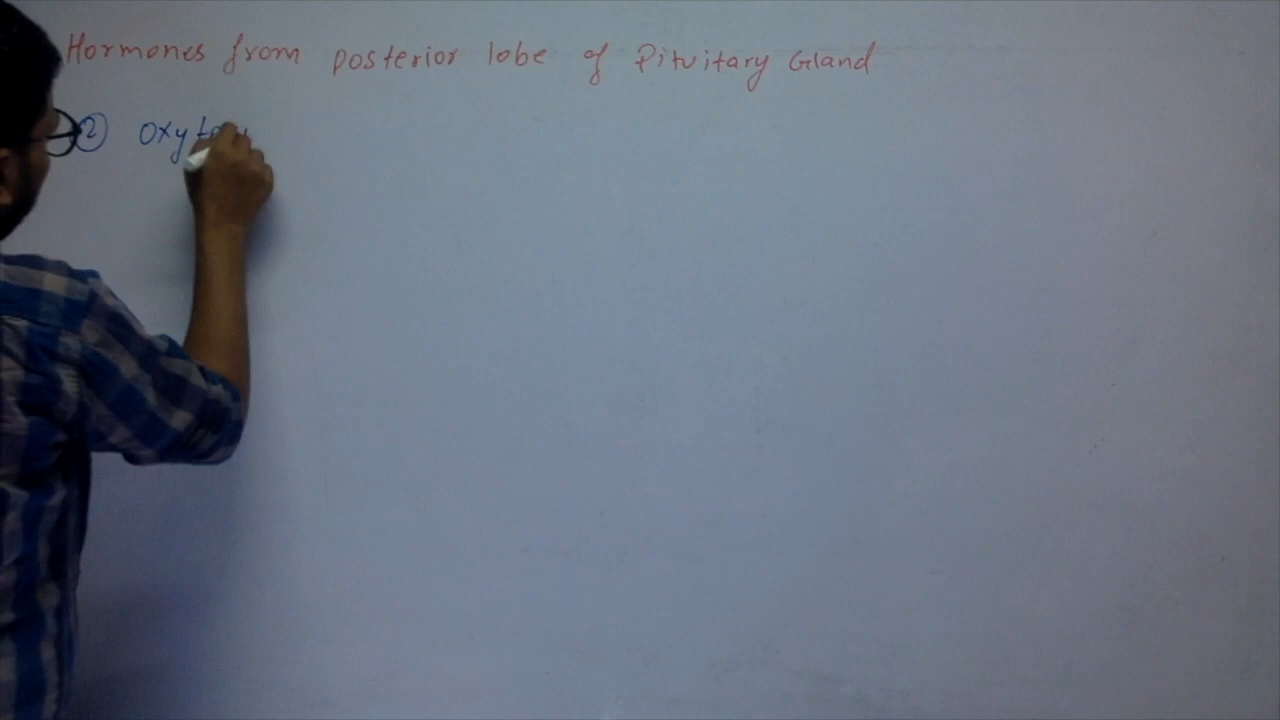 Hormones from posterior lobe of Pituitary Gland
② Oxyto